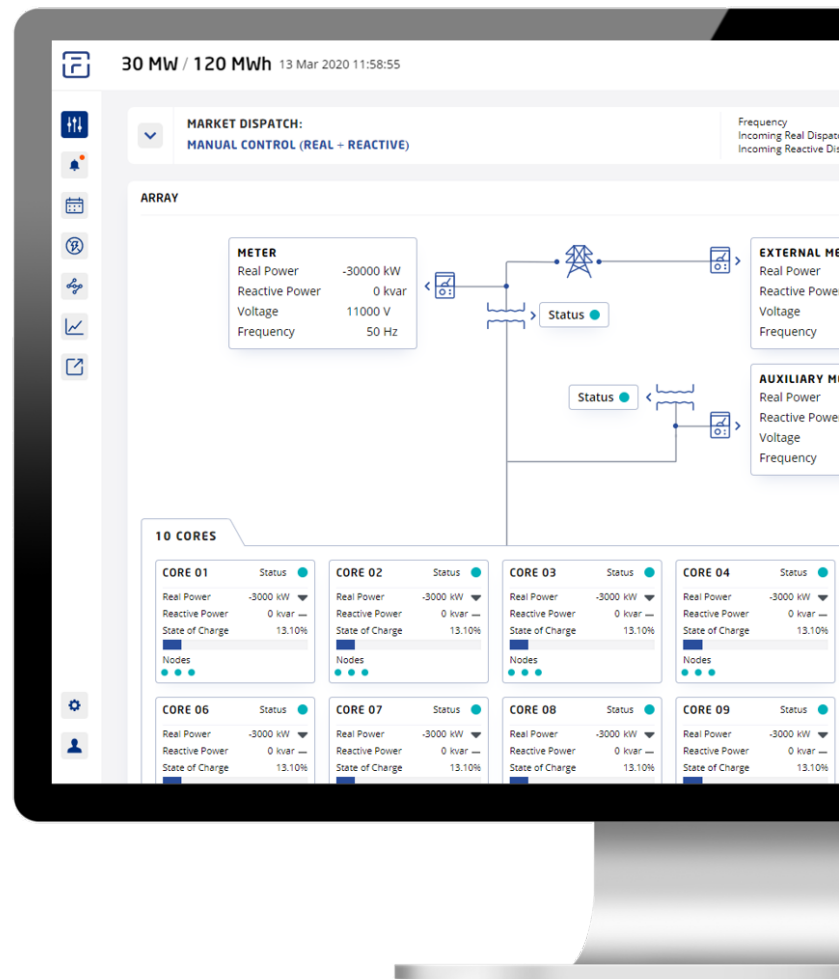 30 MW / 120 MWh 13 Mar 2020 11:58:55
MARKET DISPATCH:
MANUAL CONTROL (REAL + REACTIVE)
Frequency
Incoming Real
Incoming Reactive
ARRAY
METER
Real Power -30000 kW
Reactive Power 0 kvar
Voltage 11000 V
Frequency 50 Hz
Status
EXTERNAL
Real Power
Reactive
Voltage
Frequency
Status
AUXILIARY
Real Power
Reactive
Voltage
Frequency
10 CORES
CORE 01 Status
Real Power -3000 kW
Reactive Power 0 kvar
State of Charge 13.10%
Nodes
CORE 02 Status
Real Power -3000 kW
Reactive Power 0 kvar
State of Charge 13.10%
Nodes
CORE 03 Status
Real Power -3000 kW
Reactive Power 0 kvar
State of Charge 13.10%
Nodes
CORE 04 Status
Real Power -3000 kW
Reactive Power 0 kvar
State of Charge 13.10%
Nodes
CORE 06 Status
Real Power -3000 kW
Reactive Power 0 kvar
State of Charge 13.10%
CORE 07 Status
Real Power -3000 kW
Reactive Power 0 kvar
State of Charge 13.10%
CORE 08 Status
Real Power -3000 kW
Reactive Power 0 kvar
State of Charge 13.10%
CORE 09 Status
Real Power -3000 kW
Reactive Power 0 kvar
State of Charge 13.10%